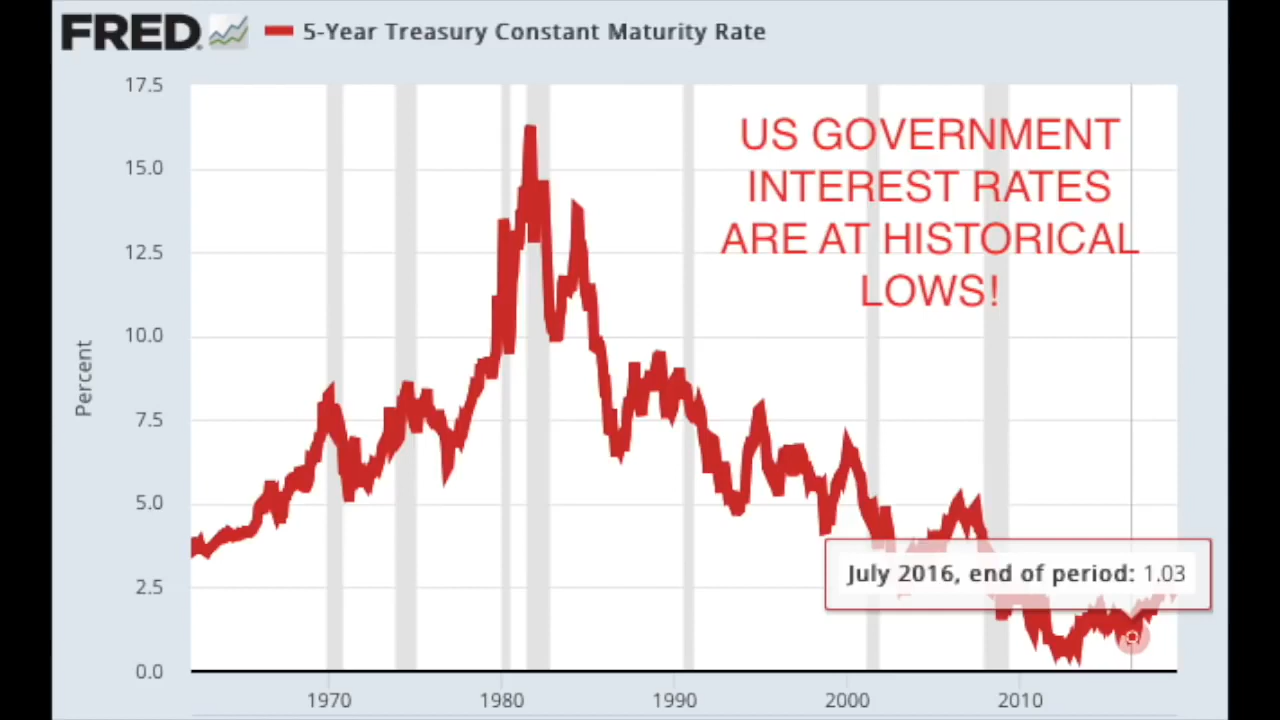 FRED 5-Year Treasury Constant Maturity Rate
17.5
15.0
12.5
10.0
7.5
5.0
2.5
0.0
Percent
US GOVERNMENT
INTEREST RATES
ARE AT HISTORICAL
LOWS!
July 2016, end of period: 1.03
1970 1980 1990 2000 2010